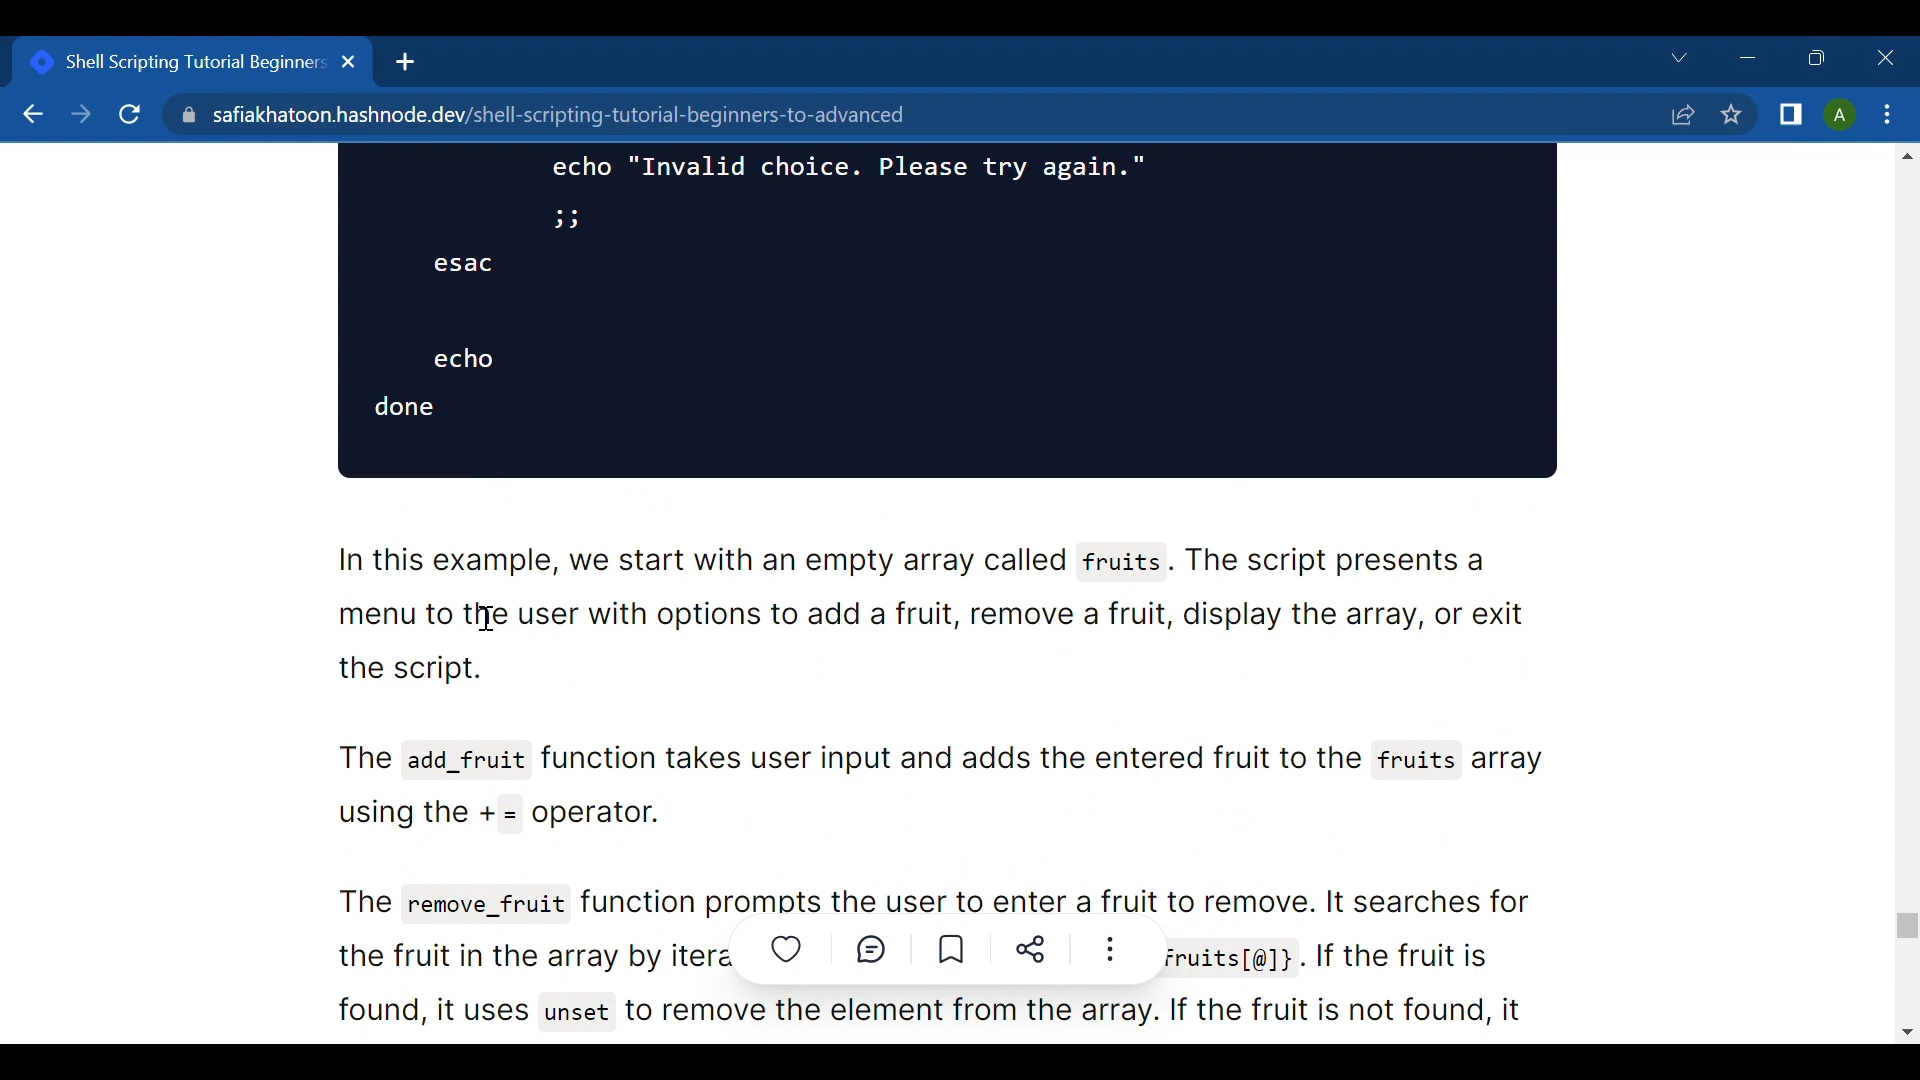 Shell Scripting Tutorial Beginners
safiakhatoon.hashnode.dev/shell-scripting-tutorial-beginners-to-advanced
A
echo "Invalid choice. Please try again."
;;
esac
echo
done
In this example, we start with an empty array called fruits. The script presents a
menu to the user with options to add a fruit, remove a fruit, display the array, or exit
the script.
The add_fruit function takes user input and adds the entered fruit to the fruits array
using the += operator.
The remove_fruit function prompts the user to enter a fruit to remove. It searches for
the fruit in the array by fruits[@]}. If the fruit is
found, it uses unset to remove the element from the array. If the fruit is not found, it